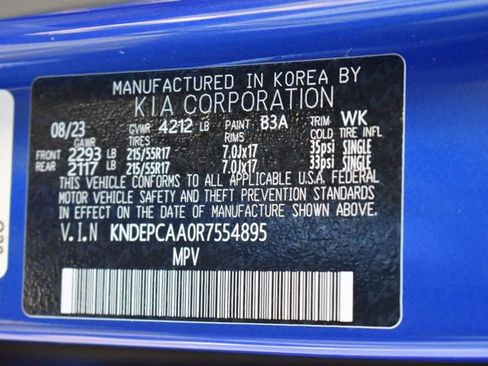 MANUFACTURED IN KOREA BY
KIA CORPORATION
08/23 GVWR 4212 LB PAINT B3A TRIM WK
GAWR TIRES RIMS COLD TIRE INFL
FRONT 2293 LB 215/55R17 7.0Jx17 35psi SINGLE
REAR 2117 LB 215/55R17 7.0Jx17 33psi SINGLE
THIS VEHICLE CONFORMS TO ALL APPLICABLE U.S.A. FEDERAL
MOTOR VEHICLE SAFETY AND THEFT PREVENTION STANDARDS
IN EFFECT ON THE DATE OF MANUFACTURE SHOWN ABOVE.
V.I.N KNDEPCAA0R7554895
MPV